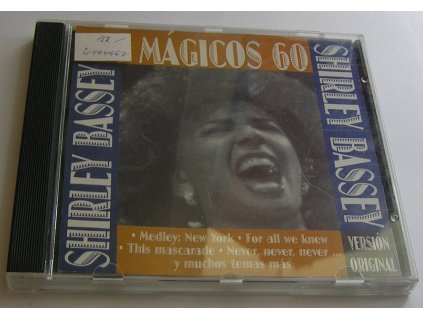 MÁGICOS 60
SHIRLEY BASSEY
SHIRLEY BASSEY
• Medley: New York • For all we knew
• This mascarade • Never, never, never ...
y muchos temas más
VERSION
ORIGINAL